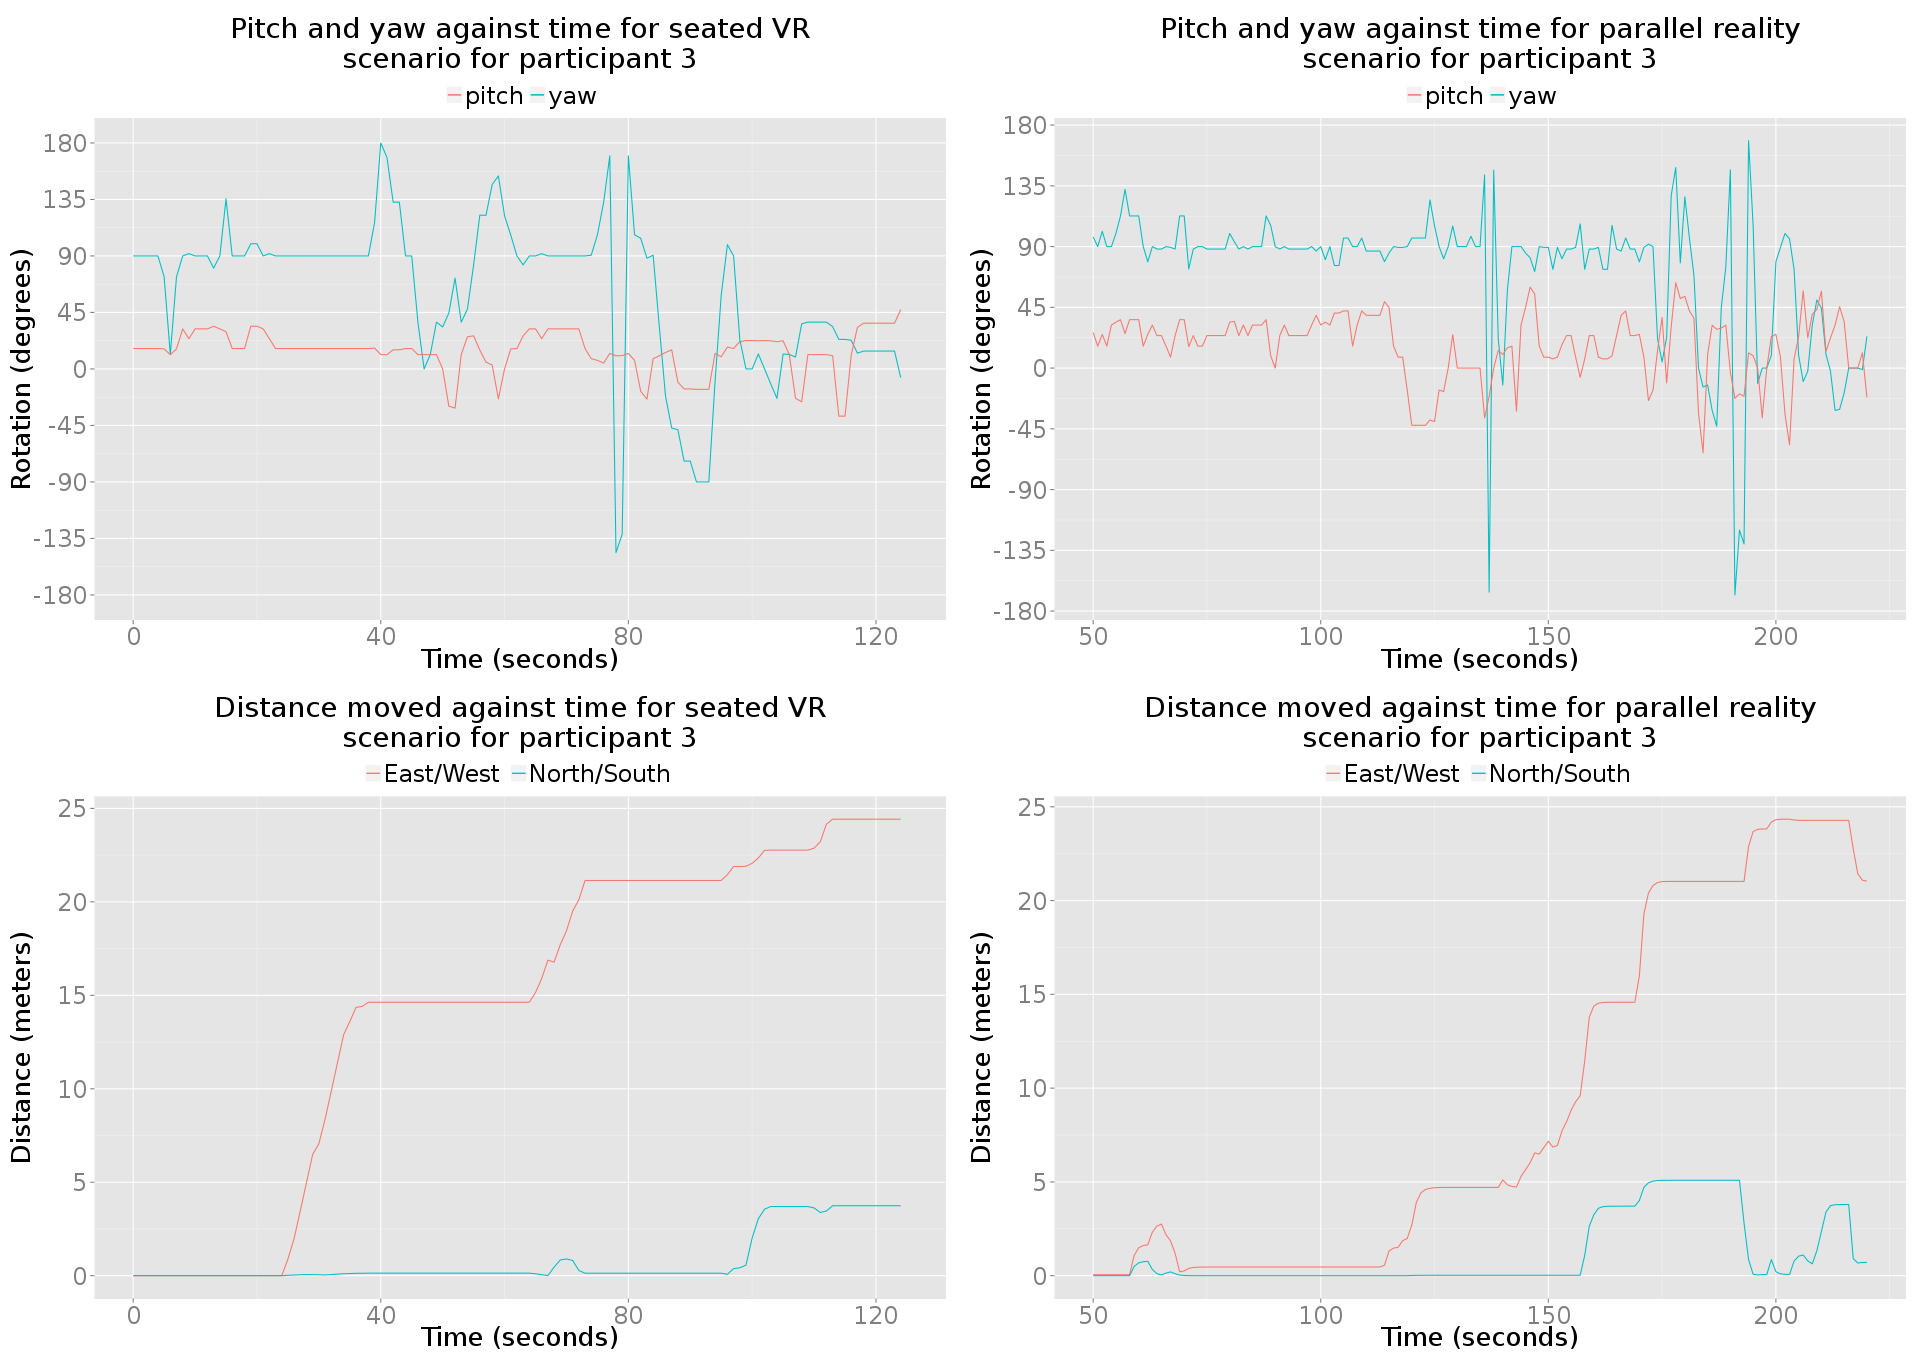 Pitch and yaw against time for seated VR
scenario for participant 3
pitch yaw
180
135
90
45
0
-45
-90
-135
-180
Rotation (degrees)
0 40 80 120
Time (seconds)
Pitch and yaw against time for parallel reality
scenario for participant 3
pitch yaw
180
135
90
45
0
-45
-90
-135
-180
Rotation (degrees)
50 100 150 200
Time (seconds)
Distance moved against time for seated VR
scenario for participant 3
East/West North/South
25
20
15
10
5
0
Distance (meters)
0 40 80 120
Time (seconds)
Distance moved against time for parallel reality
scenario for participant 3
East/West North/South
25
20
15
10
5
0
Distance (meters)
50 100 150 200
Time (seconds)